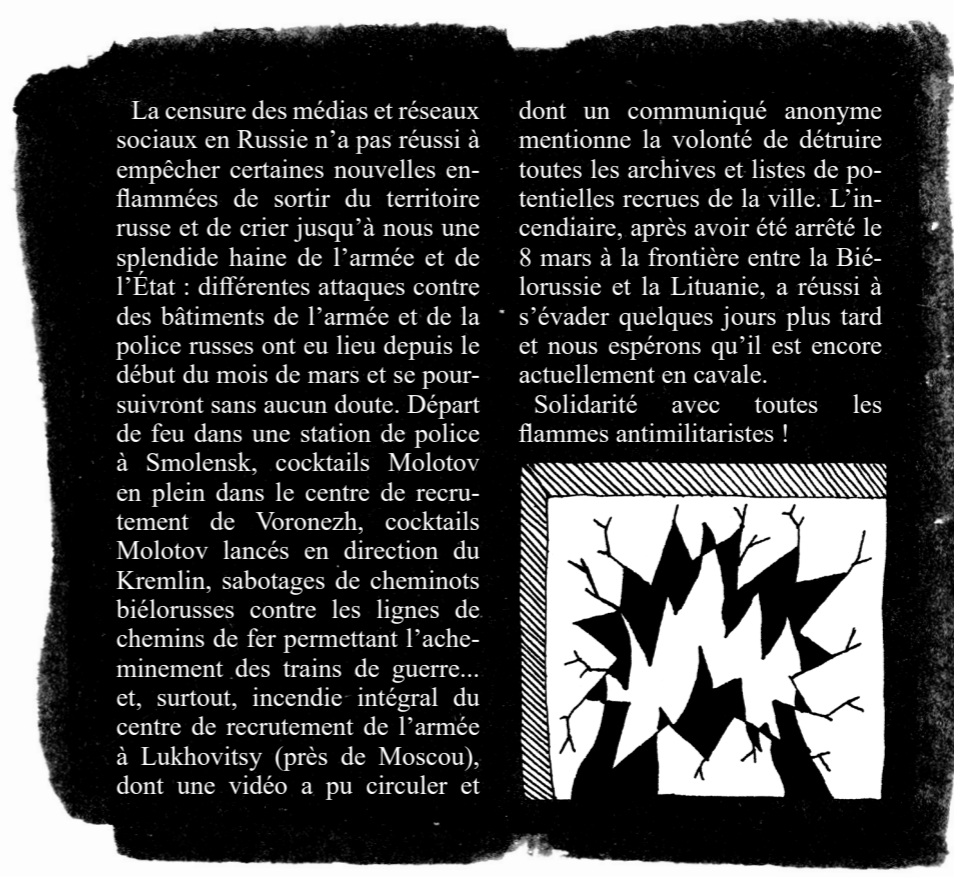 La censure des médias et réseaux
sociaux en Russie n’a pas réussi à
empêcher certaines nouvelles en-
flammées de sortir du territoire
russe et de crier jusqu’à nous une
splendide haine de l’armée et de
l’État : différentes attaques contre
des bâtiments de l’armée et de la
police russes ont eu lieu depuis le
début du mois de mars et se pour-
suivront sans aucun doute. Départ
de feu dans une station de police
à Smolensk, cocktails Molotov
en plein dans le centre de recru-
tement de Voronezh, cocktails
Molotov lancés en direction du
Kremlin, sabotages de cheminots
biélorusses contre les lignes de
chemins de fer permettant l’ache-
minement des trains de guerre...
et, surtout, incendie intégral du
centre de recrutement de l’armée
à Lukhovitsy (près de Moscou),
dont une vidéo a pu circuler et
dont un communiqué anonyme
mentionne la volonté de détruire
toutes les archives et listes de po-
tentielles recrues de la ville. L’in-
cendiaire, après avoir été arrêté le
8 mars à la frontière entre la Bié-
lorussie et la Lituanie, a réussi à
s’évader quelques jours plus tard
et nous espérons qu’il est encore
actuellement en cavale.
Solidarité avec toutes les
flammes antimilitaristes !